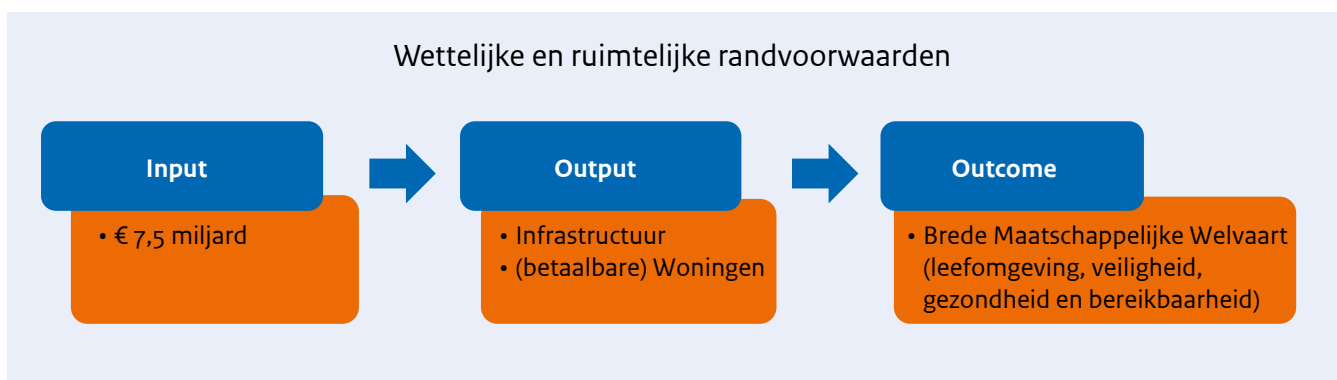 Wettelijke en ruimtelijke randvoorwaarden
Input
• € 7,5 miljard
Output
• Infrastructuur
• (betaalbare) Woningen
Outcome
• Brede Maatschappelijke Welvaart
(leefomgeving, veiligheid,
gezondheid en bereikbaarheid)